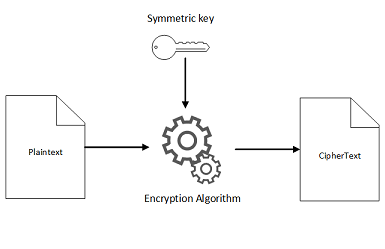 Symmetric key
Plaintext
CipherText
Encryption Algorithm